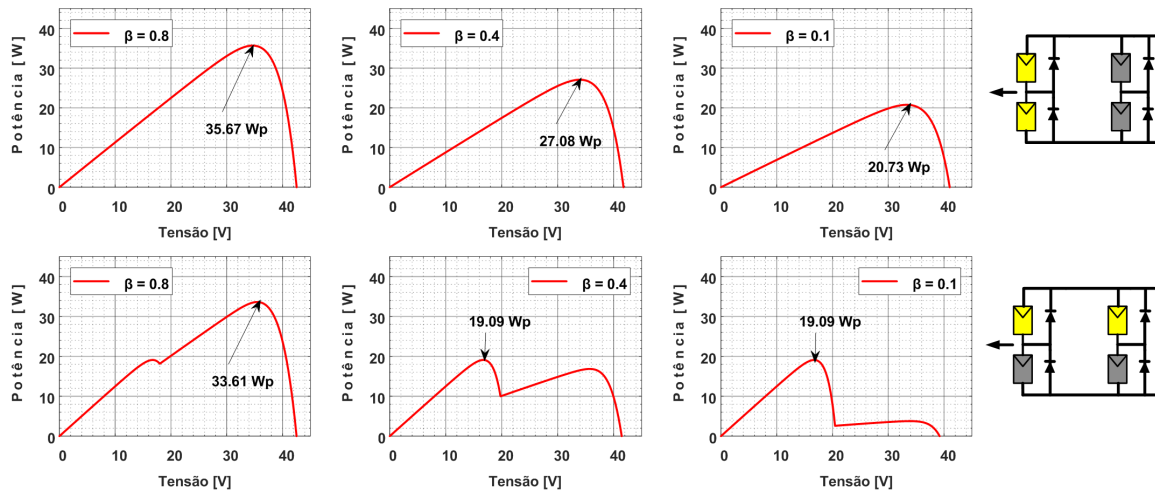 β = 0.8
35.67 Wp
Potência [W]
40
30
20
10
0
0 10 20 30 40
Tensão [V]
β = 0.4
27.08 Wp
Potência [W]
40
30
20
10
0
0 10 20 30 40
Tensão [V]
β = 0.1
20.73 Wp
Potência [W]
40
30
20
10
0
0 10 20 30 40
Tensão [V]
β = 0.8
33.61 Wp
Potência [W]
40
30
20
10
0
0 10 20 30 40
Tensão [V]
β = 0.4
19.09 Wp
Potência [W]
40
30
20
10
0
0 10 20 30 40
Tensão [V]
β = 0.1
19.09 Wp
Potência [W]
40
30
20
10
0
0 10 20 30 40
Tensão [V]